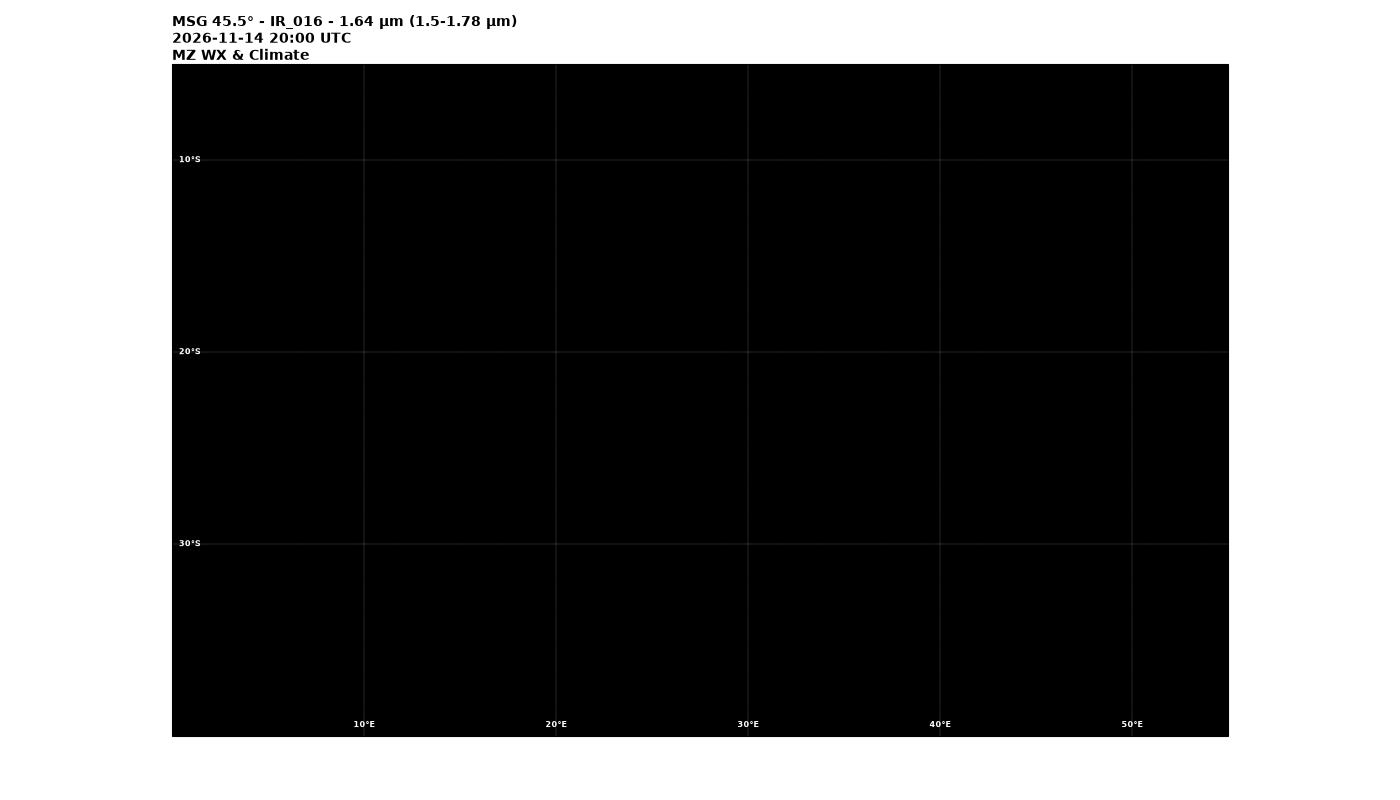 MSG 45.5° - IR_016 - 1.64 µm (1.5-1.78 µm)
2026-11-14 20:00 UTC
MZ WX & Climate
10°S
20°S
30°S
10°E
20°E
30°E
40°E
50°E